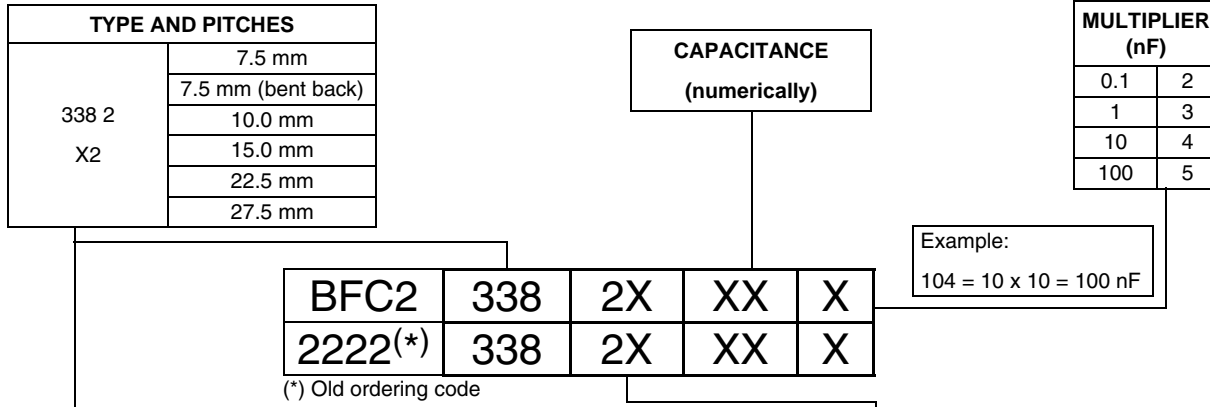 TYPE AND PITCHES
338 2
X2
7.5 mm
7.5 mm (bent back)
10.0 mm
15.0 mm
22.5 mm
27.5 mm
CAPACITANCE
(numerically)
MULTIPLIER
(nF)
0.1 2
1 3
10 4
100 5
Example:
104 = 10 x 10 = 100 nF
BFC2 338 2X XX X
2222(*) 338 2X XX X
(*) Old ordering code